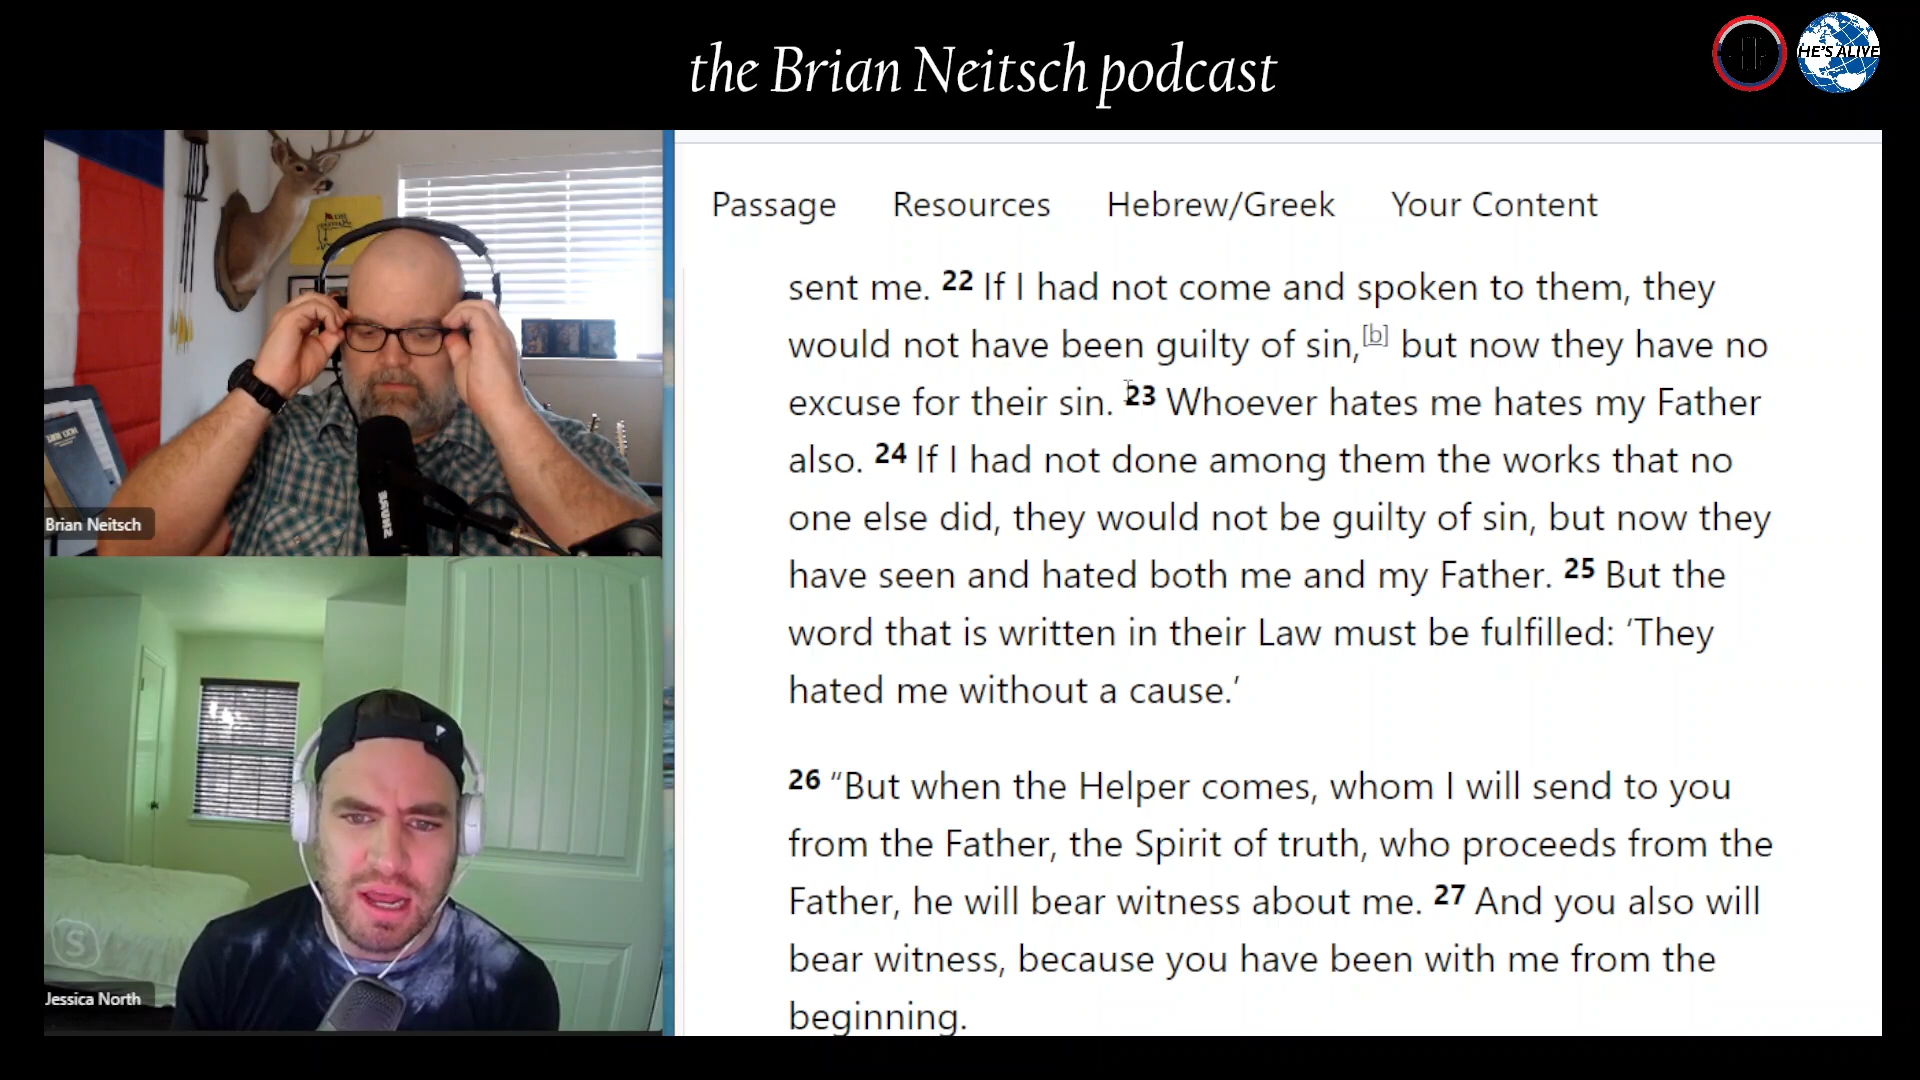 the Brian Neitsch podcast
HE'S ALIVE
Passage Resources Hebrew/Greek Your Content
sent me. 22 If I had not come and spoken to them, they
would not have been guilty of sin,[b] but now they have no
excuse for their sin. 23 Whoever hates me hates my Father
also. 24 If I had not done among them the works that no
one else did, they would not be guilty of sin, but now they
have seen and hated both me and my Father. 25 But the
word that is written in their Law must be fulfilled: ‘They
hated me without a cause.’
26 “But when the Helper comes, whom I will send to you
from the Father, the Spirit of truth, who proceeds from the
Father, he will bear witness about me. 27 And you also will
bear witness, because you have been with me from the
beginning.
Brian Neitsch
Jessica North
S